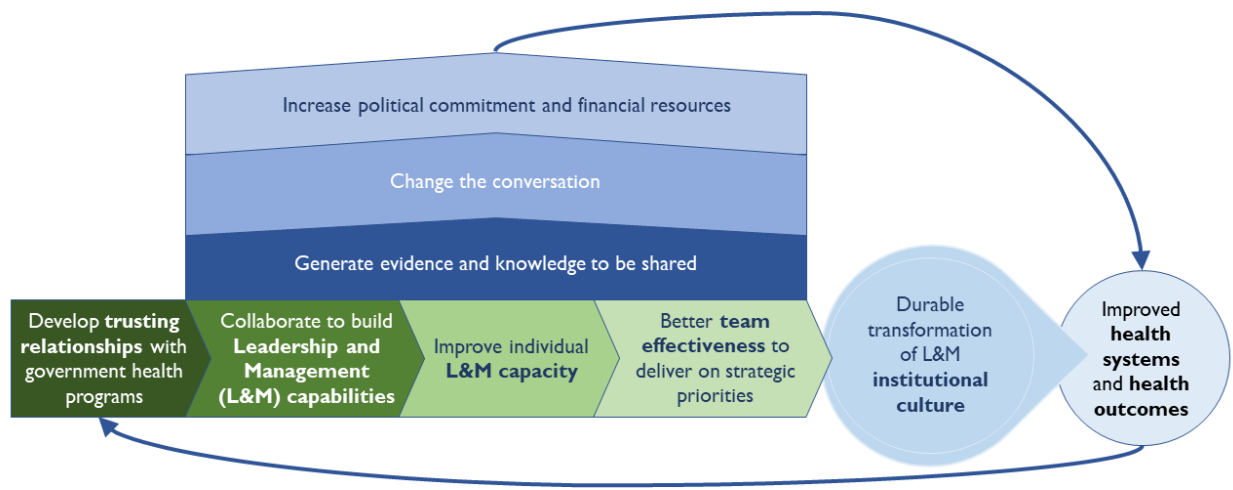 Increase political commitment and financial resources
Change the conversation
Generate evidence and knowledge to be shared
Develop trusting
relationships with
government health
programs
Collaborate to build
Leadership and
Management
(L&M) capabilities
Improve individual
L&M capacity
Better team
effectiveness to
deliver on strategic
priorities
Durable
transformation
of L&M
institutional
culture
Improved
health
systems
and health
outcomes